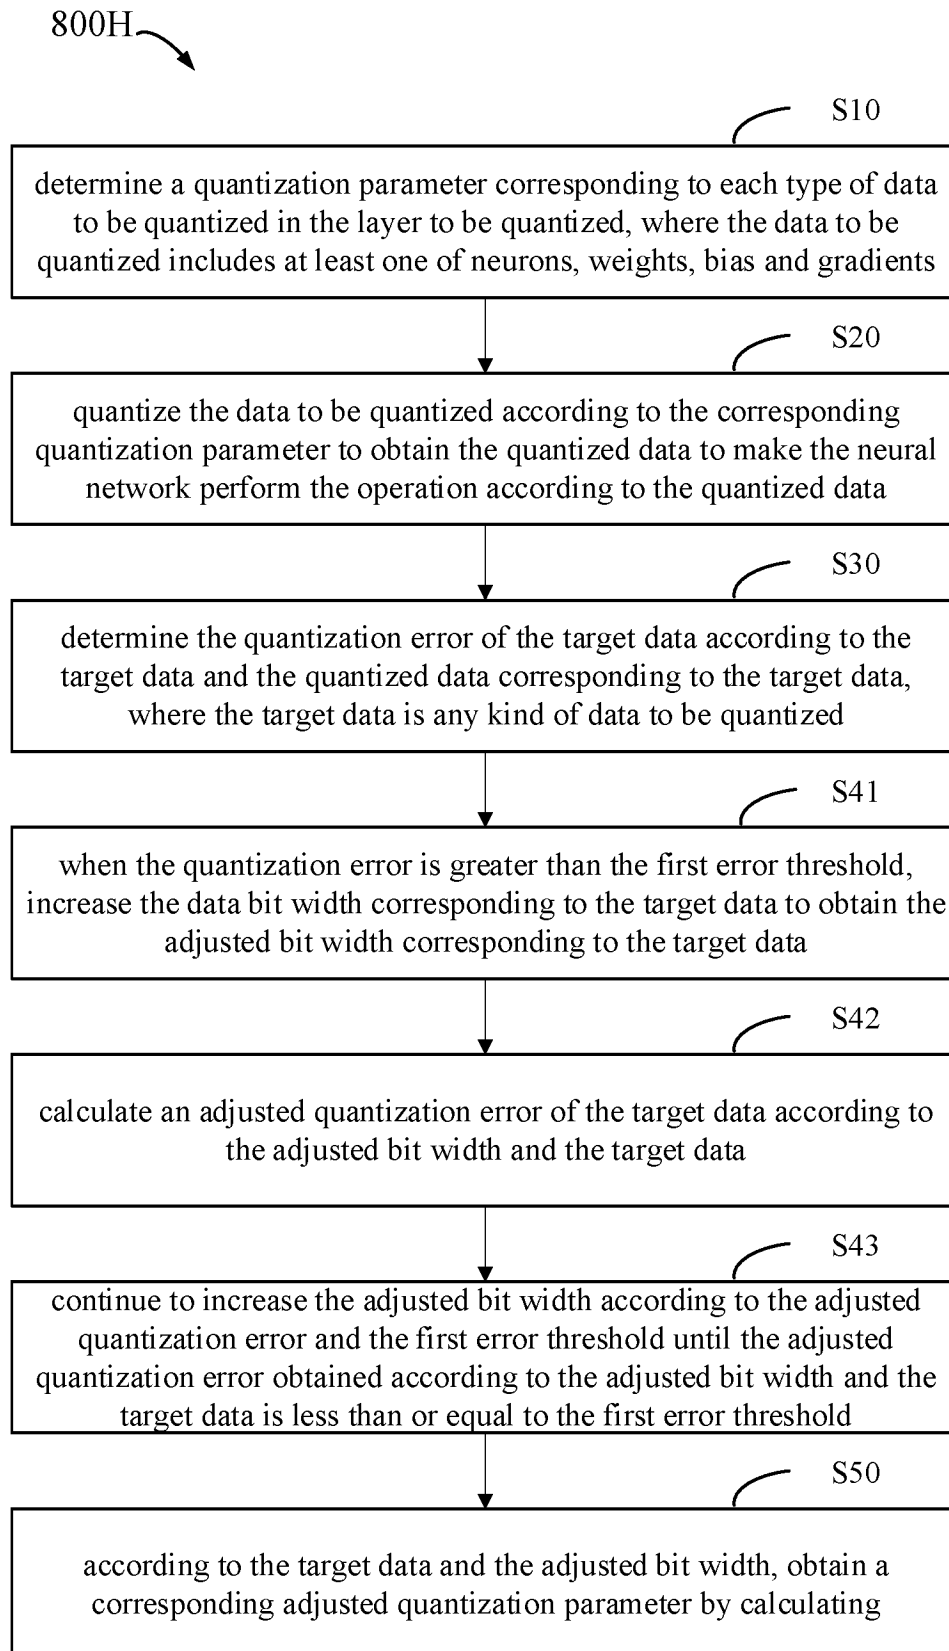 800H
S10
determine a quantization parameter corresponding to each type of data
to be quantized in the layer to be quantized, where the data to be
quantized includes at least one of neurons, weights, bias and gradients
S20
quantize the data to be quantized according to the corresponding
quantization parameter to obtain the quantized data to make the neural
network perform the operation according to the quantized data
S30
determine the quantization error of the target data according to the
target data and the quantized data corresponding to the target data,
where the target data is any kind of data to be quantized
S41
when the quantization error is greater than the first error threshold,
increase the data bit width corresponding to the target data to obtain the
adjusted bit width corresponding to the target data
S42
calculate an adjusted quantization error of the target data according to
the adjusted bit width and the target data
S43
continue to increase the adjusted bit width according to the adjusted
quantization error and the first error threshold until the adjusted
quantization error obtained according to the adjusted bit width and the
target data is less than or equal to the first error threshold
S50
according to the target data and the adjusted bit width, obtain a
corresponding adjusted quantization parameter by calculating